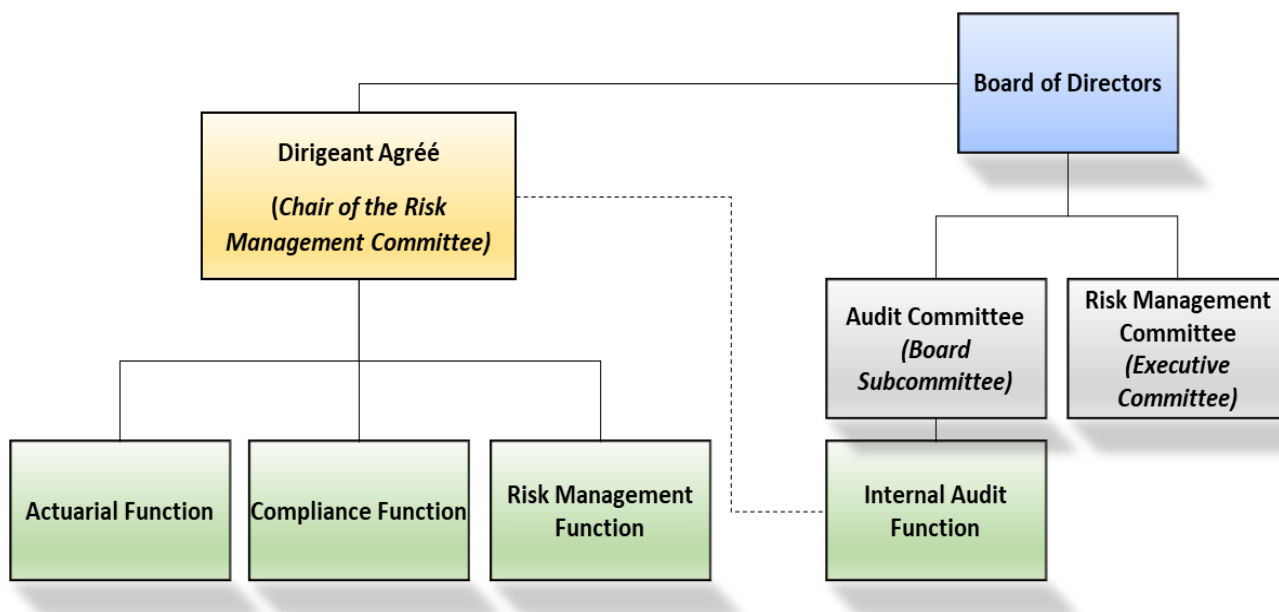 Board of Directors
Dirigeant Agréé
(Chair of the Risk
Management Committee)
Audit Committee
(Board
Subcommittee)
Risk Management
Committee
(Executive
Committee)
Actuarial Function
Compliance Function
Risk Management
Function
Internal Audit
Function